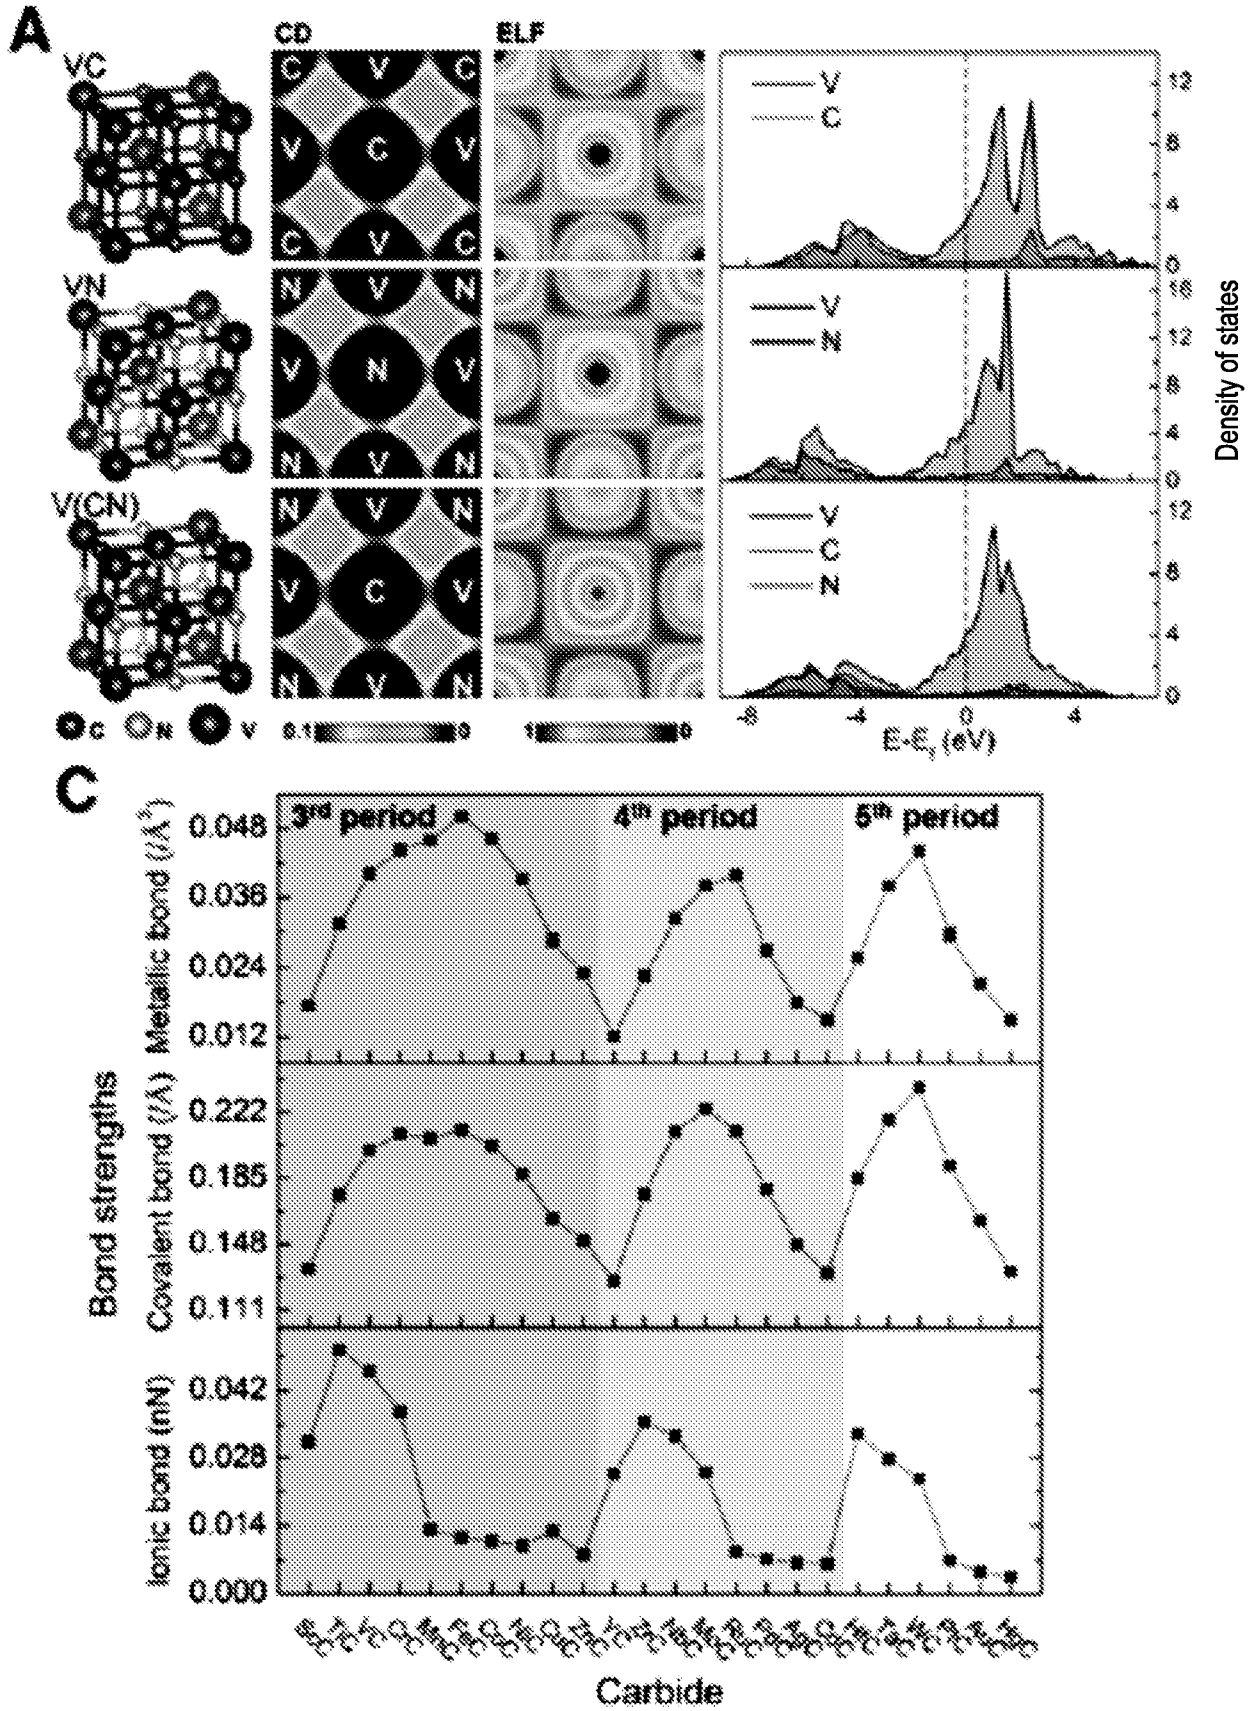 A
CD
ELF
VC
C V C
V C V
C V C
V
C
12
8
4
0
VN
N V N
V N V
N V N
V
N
16
12
8
4
0
Density of states
V(CN)
N V N
V C V
N V N
V
C
N
12
8
4
0
C N V
0.1 0
1 0
-8 -4 0 4
E-Ef (eV)
C
3rd period 4th period 5th period
Metallic bond (/Å³)
0.048
0.036
0.024
0.012
Bond strengths
Covalent bond (/Å)
0.222
0.185
0.148
0.111
Ionic bond (nN)
0.042
0.028
0.014
0.000
Carbide